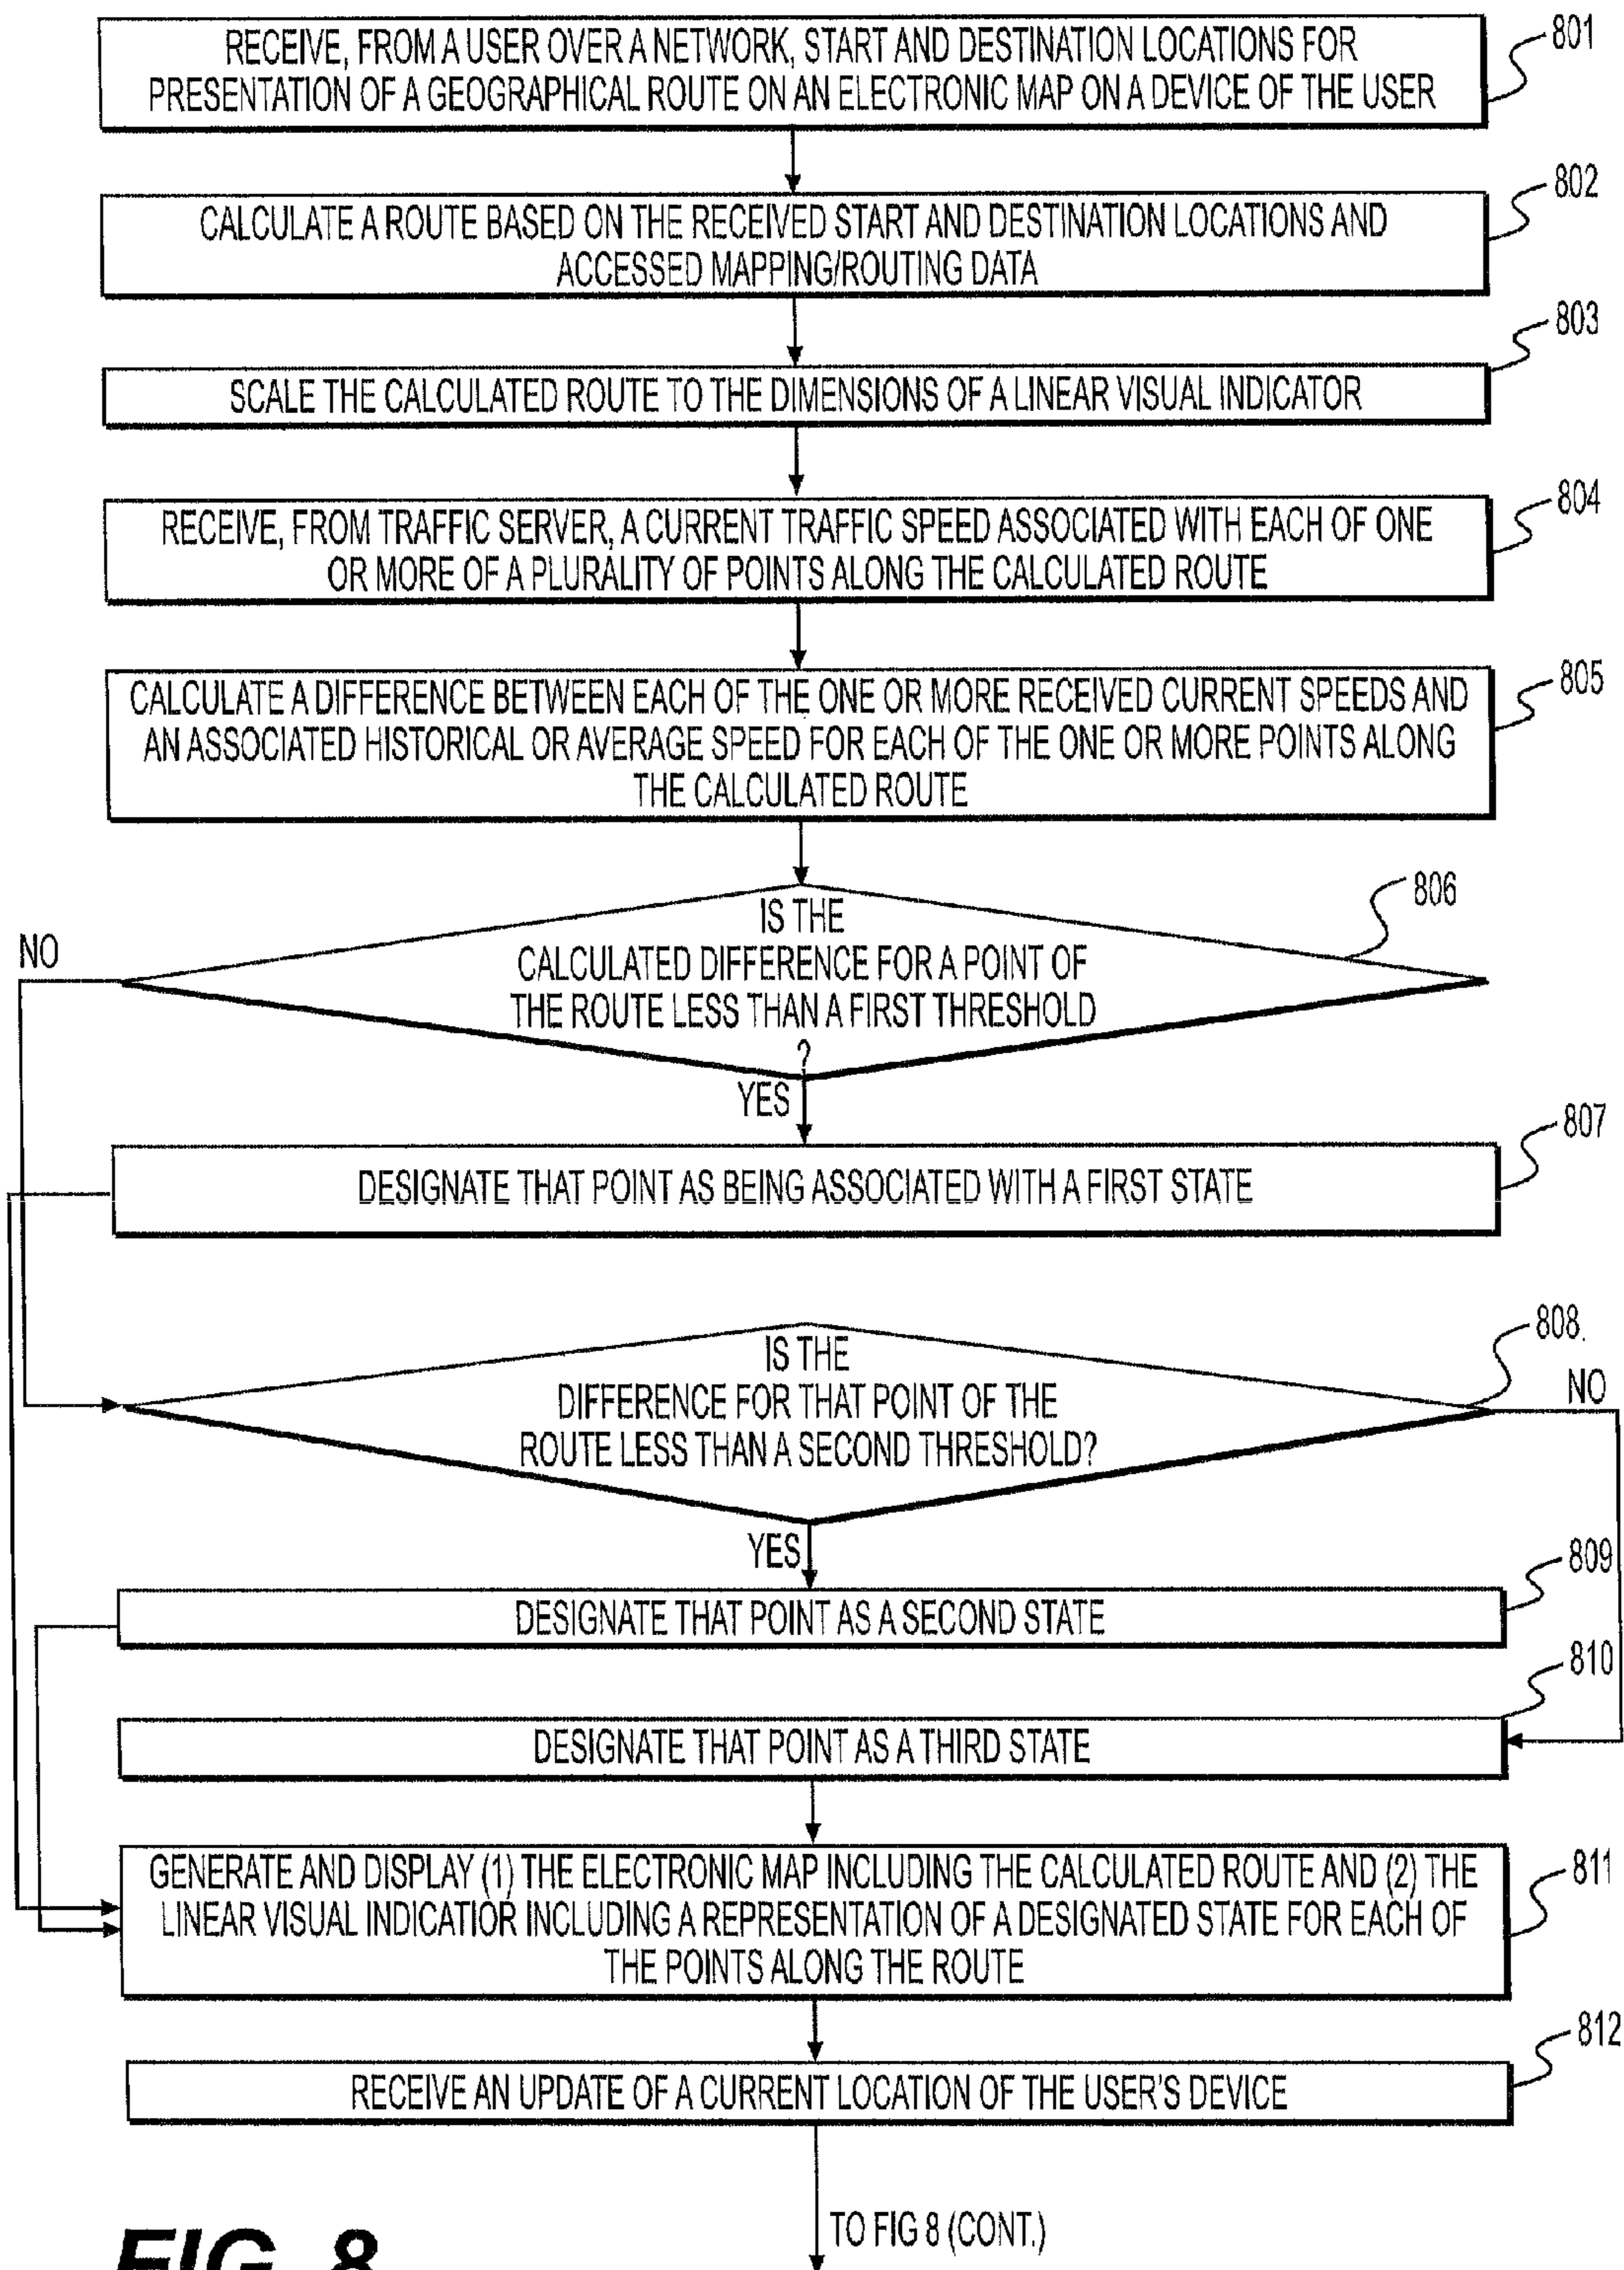 RECEIVE, FROM A USER OVER A NETWORK, START AND DESTINATION LOCATIONS FOR
PRESENTATION OF A GEOGRAPHICAL ROUTE ON AN ELECTRONIC MAP ON A DEVICE OF THE USER
801
CALCULATE A ROUTE BASED ON THE RECEIVED START AND DESTINATION LOCATIONS AND
ACCESSED MAPPING/ROUTING DATA
802
SCALE THE CALCULATED ROUTE TO THE DIMENSIONS OF A LINEAR VISUAL INDICATOR
803
RECEIVE, FROM TRAFFIC SERVER, A CURRENT TRAFFIC SPEED ASSOCIATED WITH EACH OF ONE
OR MORE OF A PLURALITY OF POINTS ALONG THE CALCULATED ROUTE
804
CALCULATE A DIFFERENCE BETWEEN EACH OF THE ONE OR MORE RECEIVED CURRENT SPEEDS AND
AN ASSOCIATED HISTORICAL OR AVERAGE SPEED FOR EACH OF THE ONE OR MORE POINTS ALONG
THE CALCULATED ROUTE
805
IS THE
CALCULATED DIFFERENCE FOR A POINT OF
THE ROUTE LESS THAN A FIRST THRESHOLD
?
806
NO
YES
DESIGNATE THAT POINT AS BEING ASSOCIATED WITH A FIRST STATE
807
IS THE
DIFFERENCE FOR THAT POINT OF THE
ROUTE LESS THAN A SECOND THRESHOLD?
808
NO
YES
DESIGNATE THAT POINT AS A SECOND STATE
809
DESIGNATE THAT POINT AS A THIRD STATE
810
GENERATE AND DISPLAY (1) THE ELECTRONIC MAP INCLUDING THE CALCULATED ROUTE AND (2) THE
LINEAR VISUAL INDICATIOR INCLUDING A REPRESENTATION OF A DESIGNATED STATE FOR EACH OF
THE POINTS ALONG THE ROUTE
811
RECEIVE AN UPDATE OF A CURRENT LOCATION OF THE USER'S DEVICE
812
TO FIG 8 (CONT.)
FIG. 8